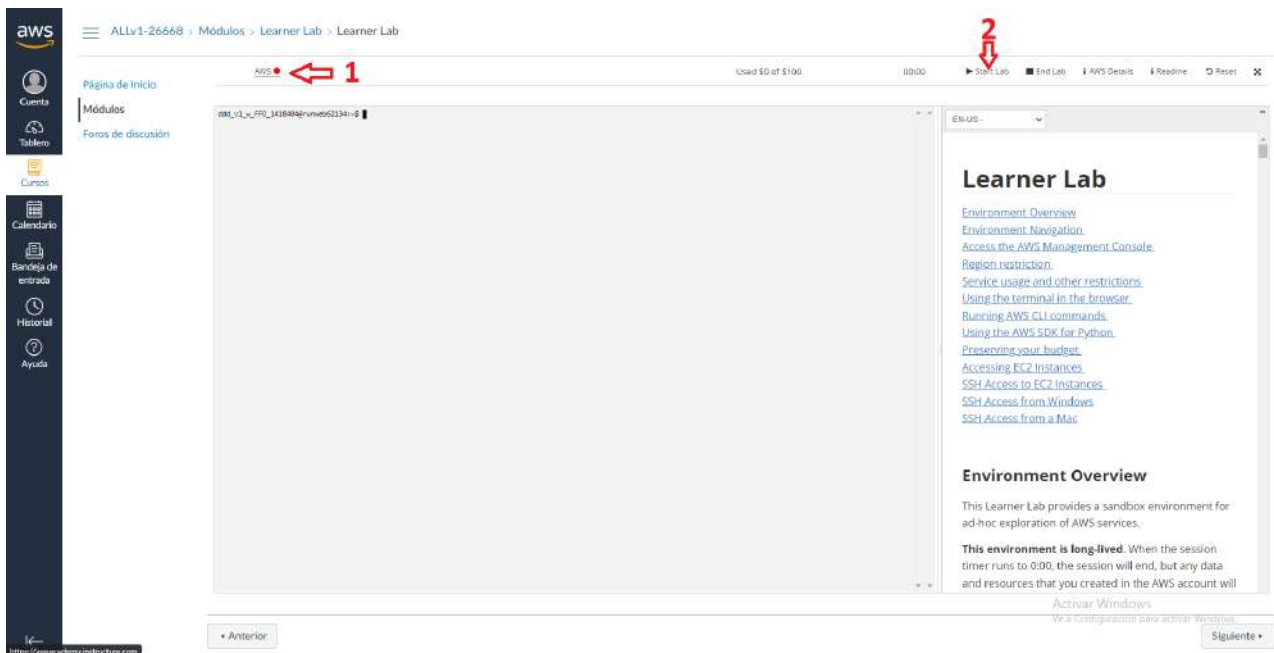 aws
ALLv1-26668 > Módulos > Learner Lab > Learner Lab
2
AWS
1
Used $0 of $100
00:00
Start Lab
End Lab
AWS Details
Readme
Reset
Cuenta
Tablero
Cursos
Calendario
Bandeja de
entrada
Historial
Ayuda
Página de Inicio
Módulos
Foros de discusión
EN-US
Learner Lab
Environment Overview
Environment Navigation
Access the AWS Management Console
Region restriction
Service usage and other restrictions
Using the terminal in the browser
Running AWS CLI commands
Using the AWS SDK for Python
Preserving your budget
Accessing EC2 Instances
SSH Access to EC2 Instances
SSH Access from Windows
SSH Access from a Mac
Environment Overview
This Learner Lab provides a sandbox environment for
ad-hoc exploration of AWS services.
This environment is long-lived. When the session
timer runs to 0:00, the session will end, but any data
and resources that you created in the AWS account will
Activar Windows
Ve a Configuración para activar Windows.
Anterior
Siguiente